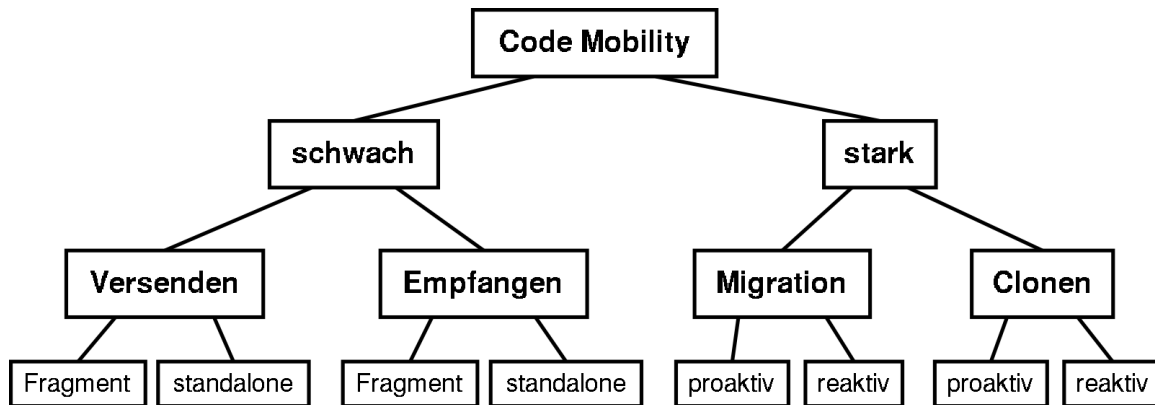 Code Mobility
schwach
stark
Versenden
Empfangen
Migration
Clonen
Fragment
standalone
Fragment
standalone
proaktiv
reaktiv
proaktiv
reaktiv